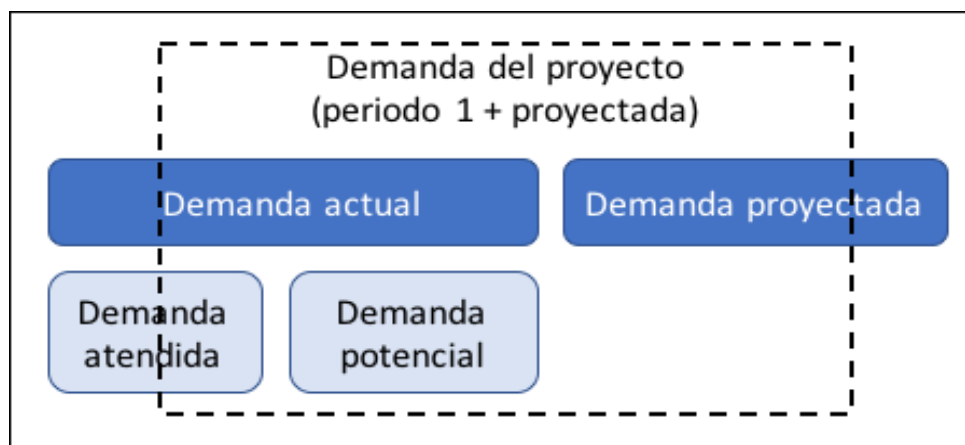 Demanda del proyecto
(periodo 1 + proyectada)
Demanda actual
Demanda proyectada
Demanda
atendida
Demanda
potencial